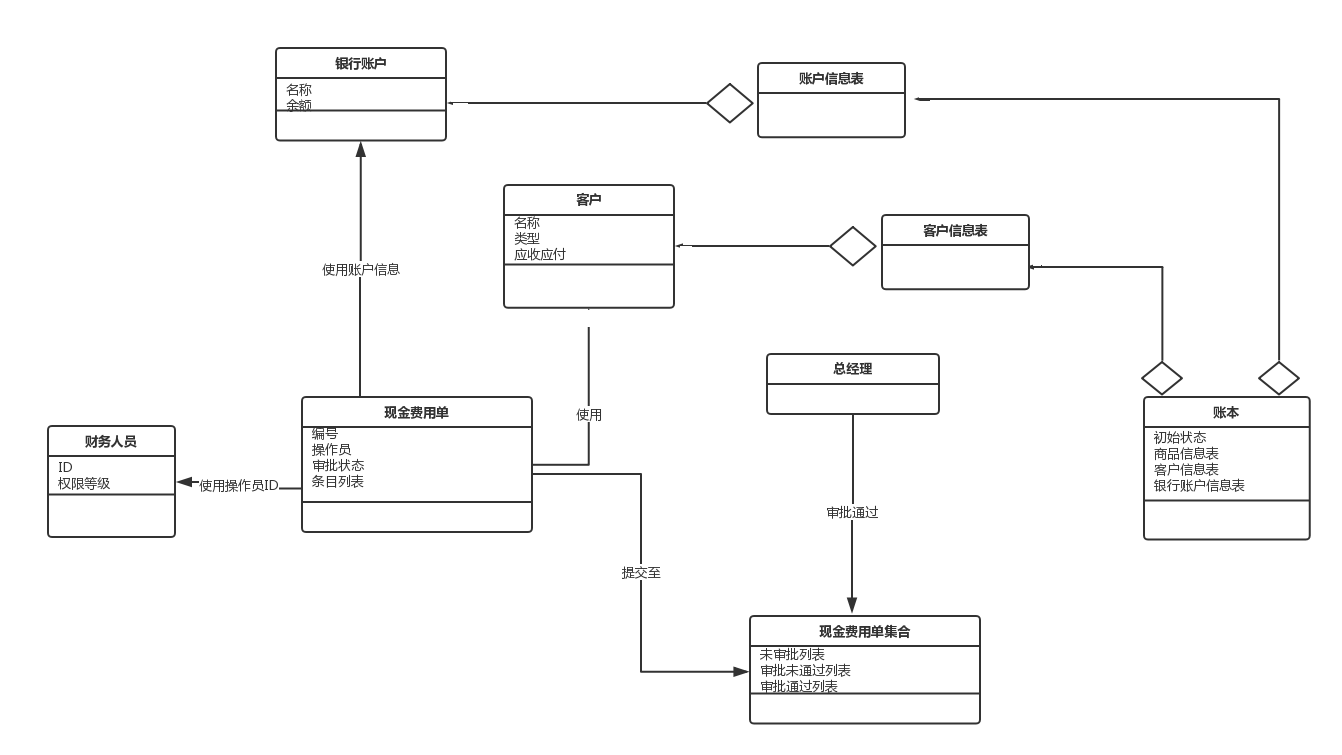 银行账户
名称
余额
账户信息表
客户
名称
类型
应收应付
客户信息表
使用账户信息
总经理
使用
现金费用单
编号
操作员
审批状态
条目列表
账本
初始状态
商品信息表
客户信息表
银行账户信息表
财务人员
ID
权限等级
使用操作员ID
审批通过
提交至
现金费用单集合
未审批列表
审批未通过列表
审批通过列表